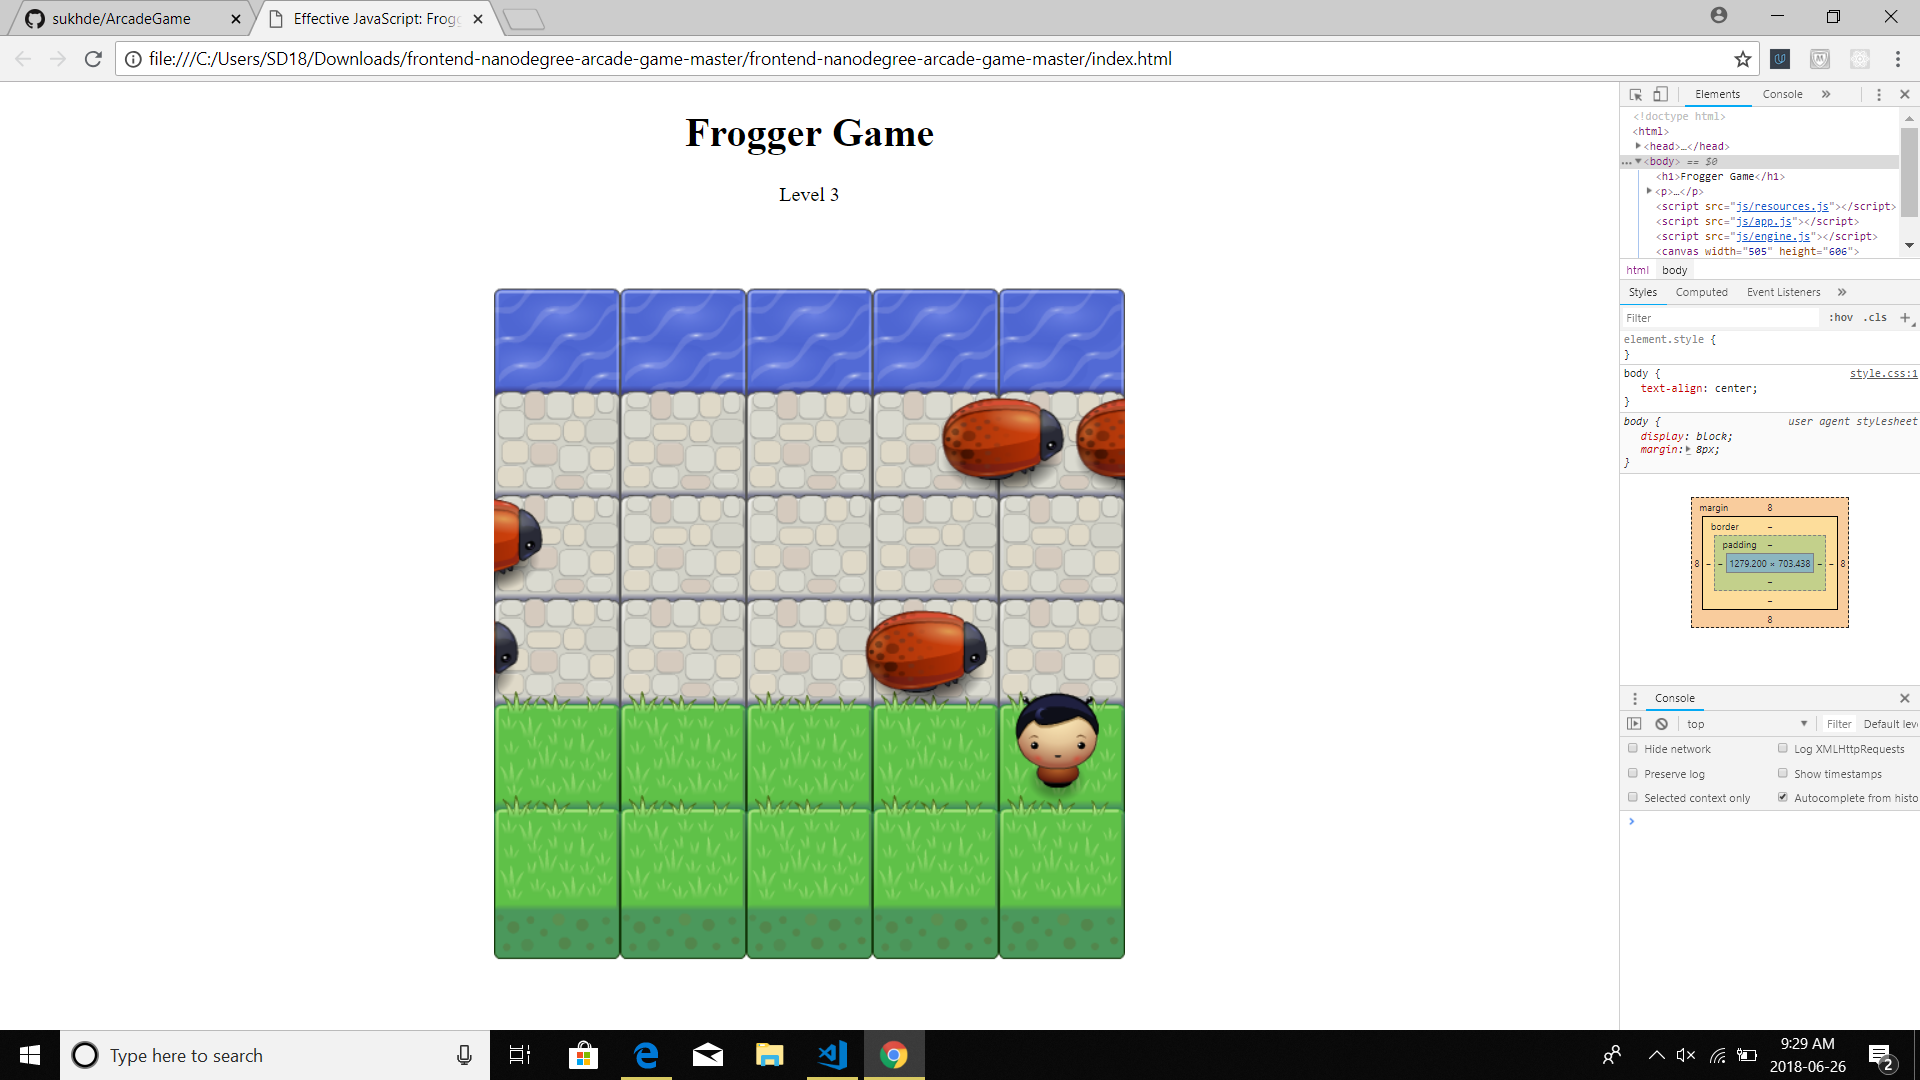 sukhde/ArcadeGame
Effective JavaScript: Frogg
file:///C:/Users/SD18/Downloads/frontend-nanodegree-arcade-game-master/frontend-nanodegree-arcade-game-master/index.html
Frogger Game
Level 3
Elements Console »
<!doctype html>
<html>
<head>…</head>
<body> == $0
<h1>Frogger Game</h1>
<p>…</p>
<script src="js/resources.js"></script>
<script src="js/app.js"></script>
<script src="js/engine.js"></script>
<canvas width="505" height="606">
html body
Styles Computed Event Listeners »
Filter :hov .cls +
element.style {
}
body { style.css:1
text-align: center;
}
body { user agent stylesheet
display: block;
margin: 8px;
}
margin 8
border –
padding –
8 – – 1279.200 × 703.438 – – 8
–
–
8
Console
top Filter Default lev
Hide network Log XMLHttpRequests
Preserve log Show timestamps
Selected context only Autocomplete from histo
Type here to search
9:29 AM
2018-06-26
2